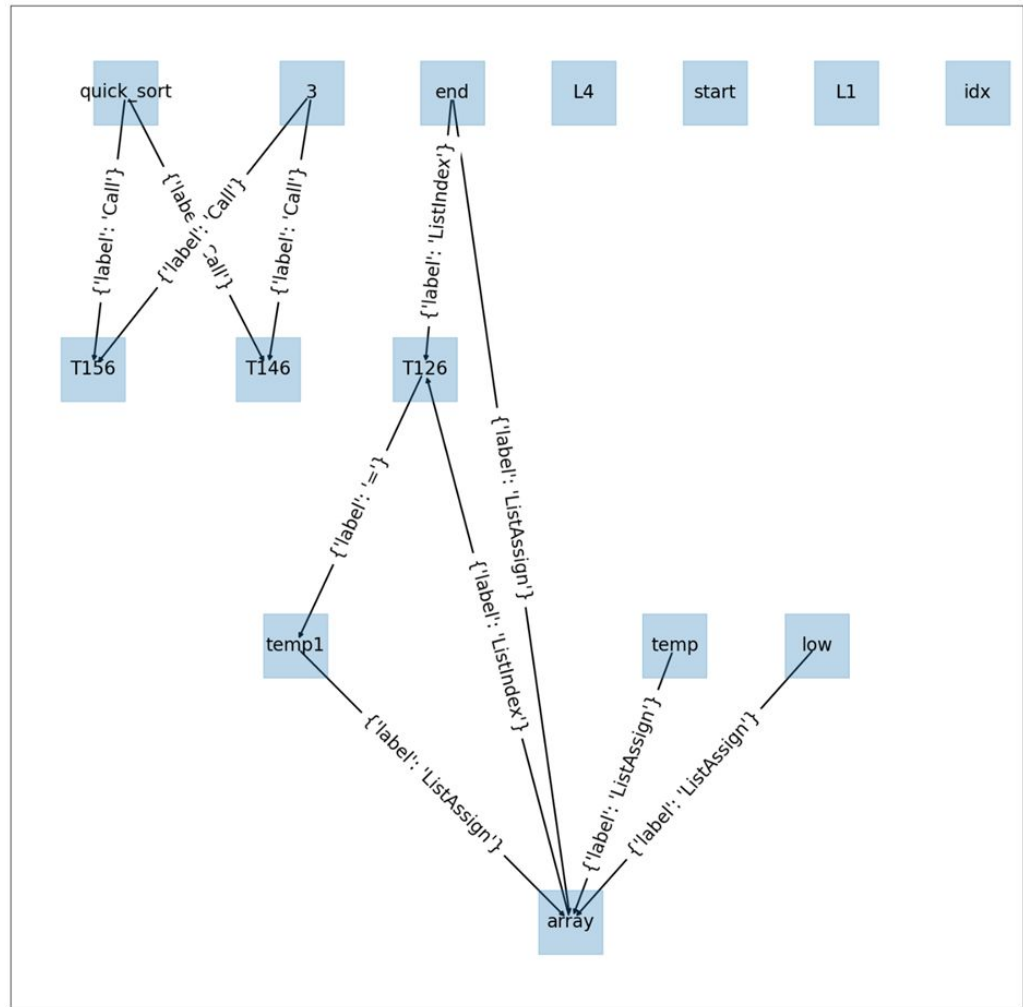 quick_sort
3
end
L4
start
L1
idx
{'label': 'Call'}
{'label': 'Call'}
{'label': 'Call'}
{'label': 'ListIndex'}
T156
T146
T126
{'label': '='}
{'label': 'ListAssign'}
{'label': 'ListIndex'}
temp1
temp
low
{'label': 'ListAssign'}
{'label': 'ListAssign'}
{'label': 'ListAssign'}
array